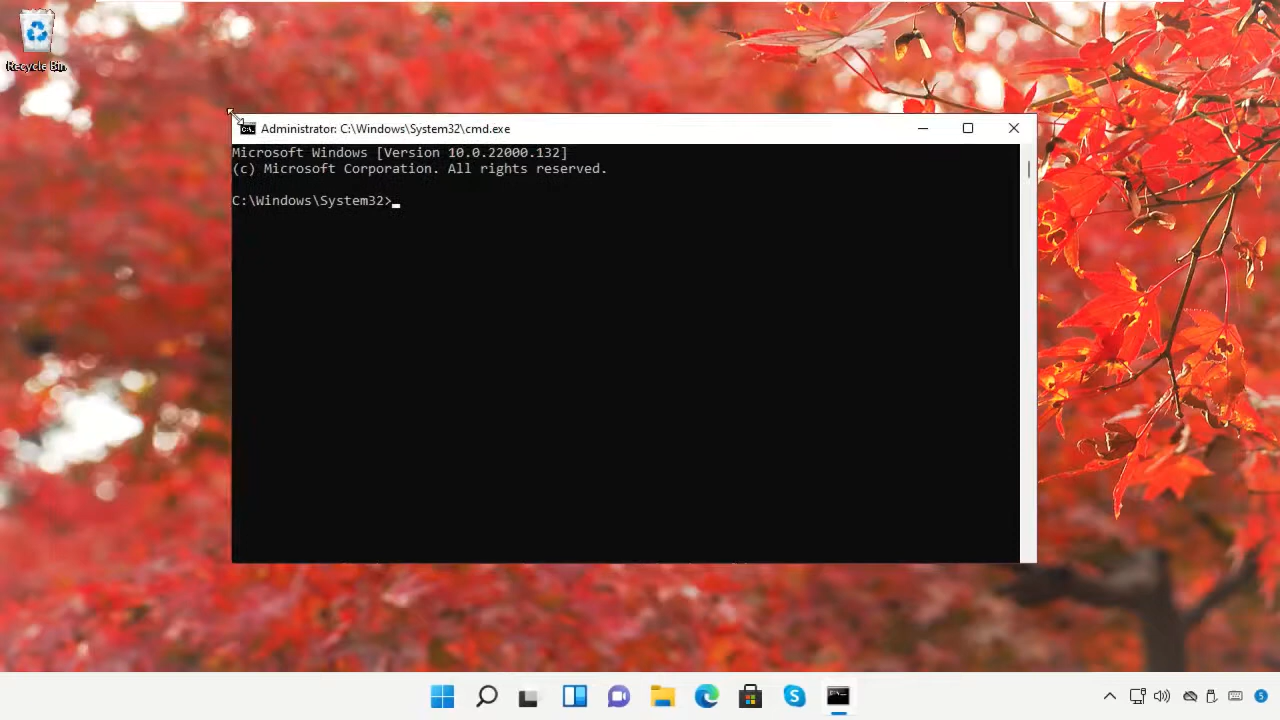 Recycle Bin
Administrator: C:\Windows\System32\cmd.exe
Microsoft Windows [Version 10.0.22000.132]
(c) Microsoft Corporation. All rights reserved.
C:\Windows\System32>
5